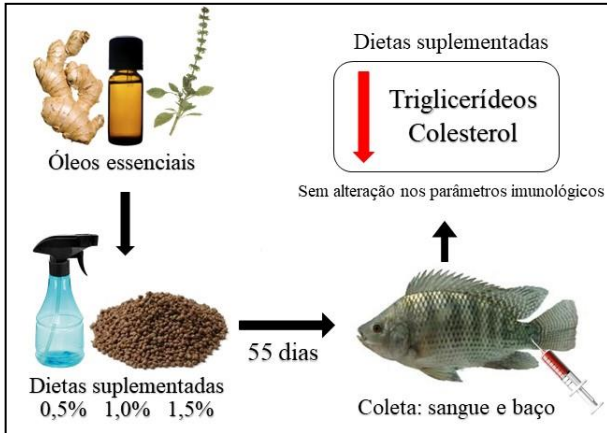 Óleos essenciais
Dietas suplementadas
0,5% 1,0% 1,5%
55 dias
Coleta: sangue e baço
Dietas suplementadas
Triglicerídeos
Colesterol
Sem alteração nos parâmetros imunológicos